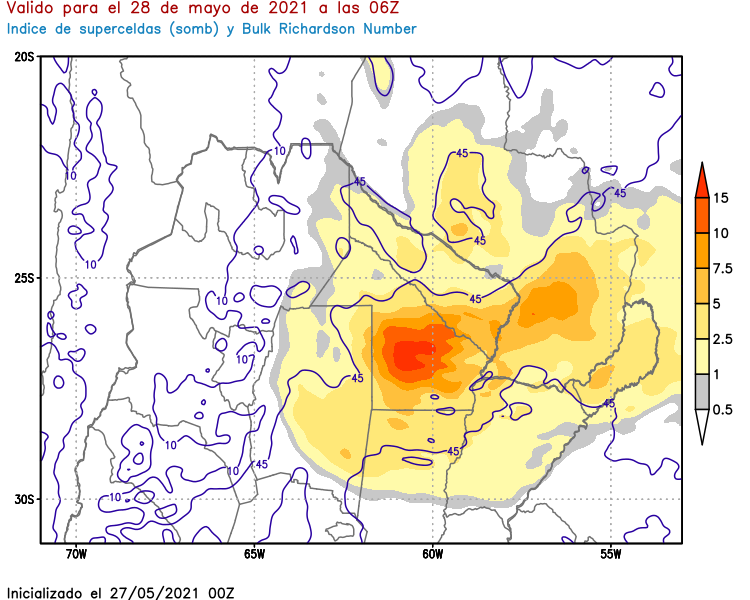 Valido para el 28 de mayo de 2021 a las 06Z
Indice de superceldas (somb) y Bulk Richardson Number
20S
25S
30S
70W
65W
60W
55W
10
10
10
10
10
10
10
10
45
45
45
45
45
45
45
45
45
15
10
7.5
5
2.5
1
0.5
Inicializado el 27/05/2021 00Z